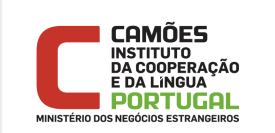 CAMÕES
INSTITUTO
DA COOPERAÇÃO
E DA LÍNGUA
PORTUGAL
MINISTÉRIO DOS NEGÓCIOS ESTRANGEIROS